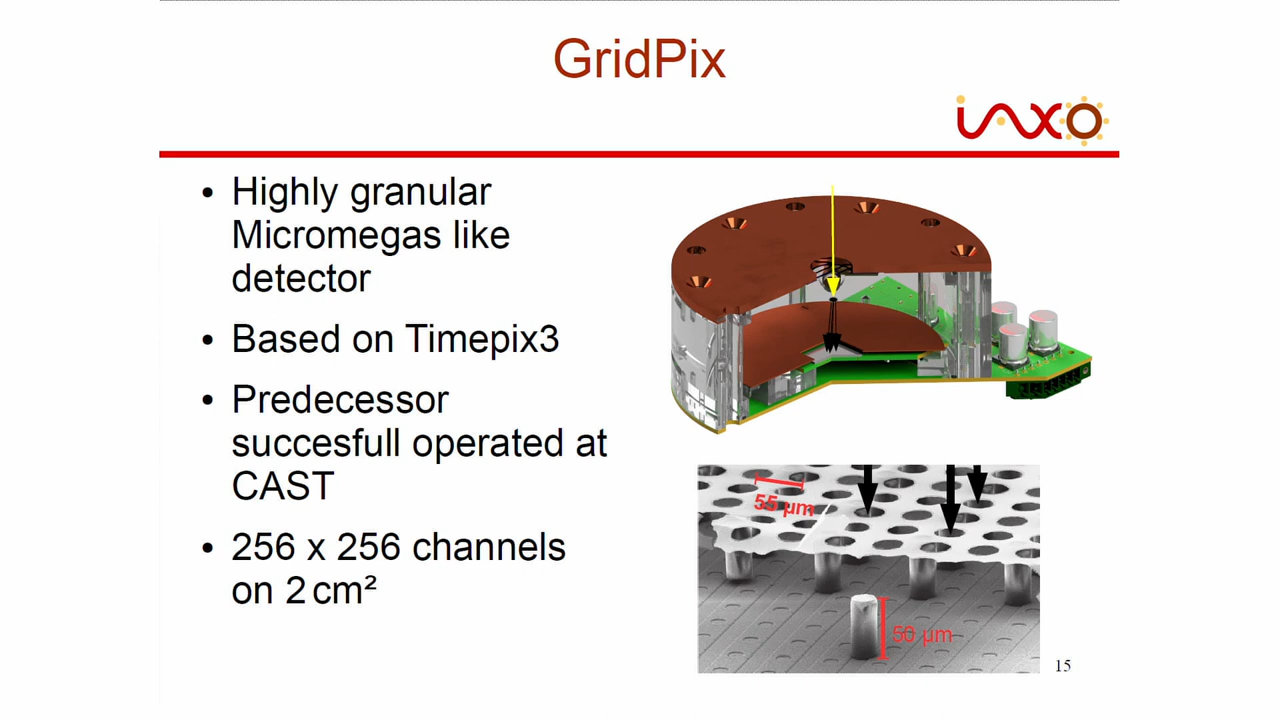 GridPix
iaxo
• Highly granular
Micromegas like
detector
• Based on Timepix3
• Predecessor
succesfull operated at
CAST
• 256 x 256 channels
on 2 cm²
55 µm
50 µm
15